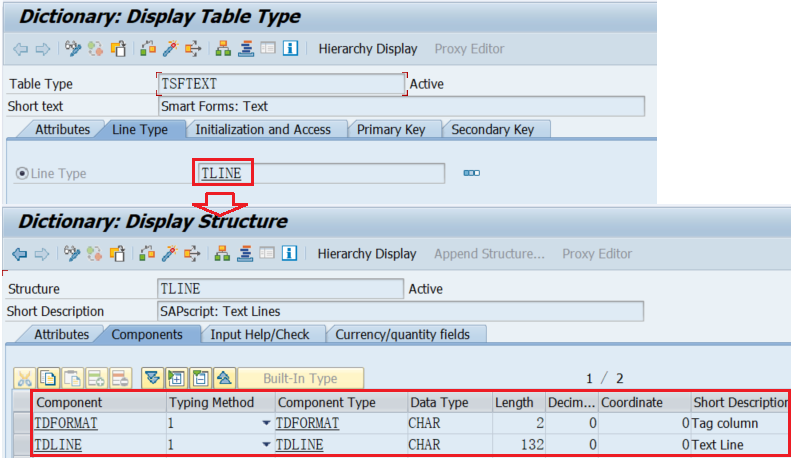 Dictionary: Display Table Type
Hierarchy Display Proxy Editor
Table Type TSFTEXT Active
Short text Smart Forms: Text
Attributes Line Type Initialization and Access Primary Key Secondary Key
Line Type TLINE
Dictionary: Display Structure
Hierarchy Display Append Structure... Proxy Editor
Structure TLINE Active
Short Description SAPscript: Text Lines
Attributes Components Input Help/Check Currency/quantity fields
Built-In Type 1 / 2
Component Typing Method Component Type Data Type Length Decim... Coordinate Short Description
TDFORMAT 1 TDFORMAT CHAR 2 0 0 Tag column
TDLINE 1 TDLINE CHAR 132 0 0 Text Line